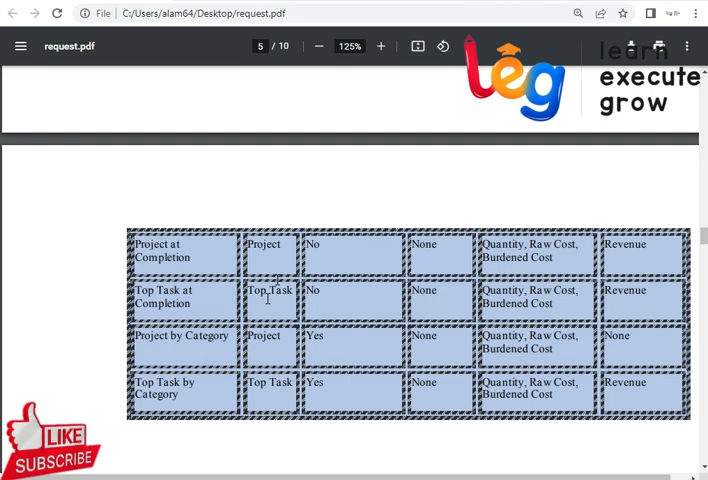 File C:/Users/alam64/Desktop/request.pdf
request.pdf 5 / 10 125%
leg
learn
execute
grow
Project at
Completion
Project
No
None
Quantity, Raw Cost,
Burdened Cost
Revenue
Top Task at
Completion
Top Task
No
None
Quantity, Raw Cost,
Burdened Cost
Revenue
Project by Category
Project
Yes
None
Quantity, Raw Cost,
Burdened Cost
None
Top Task by
Category
Top Task
Yes
None
Quantity, Raw Cost,
Burdened Cost
Revenue
LIKE
SUBSCRIBE